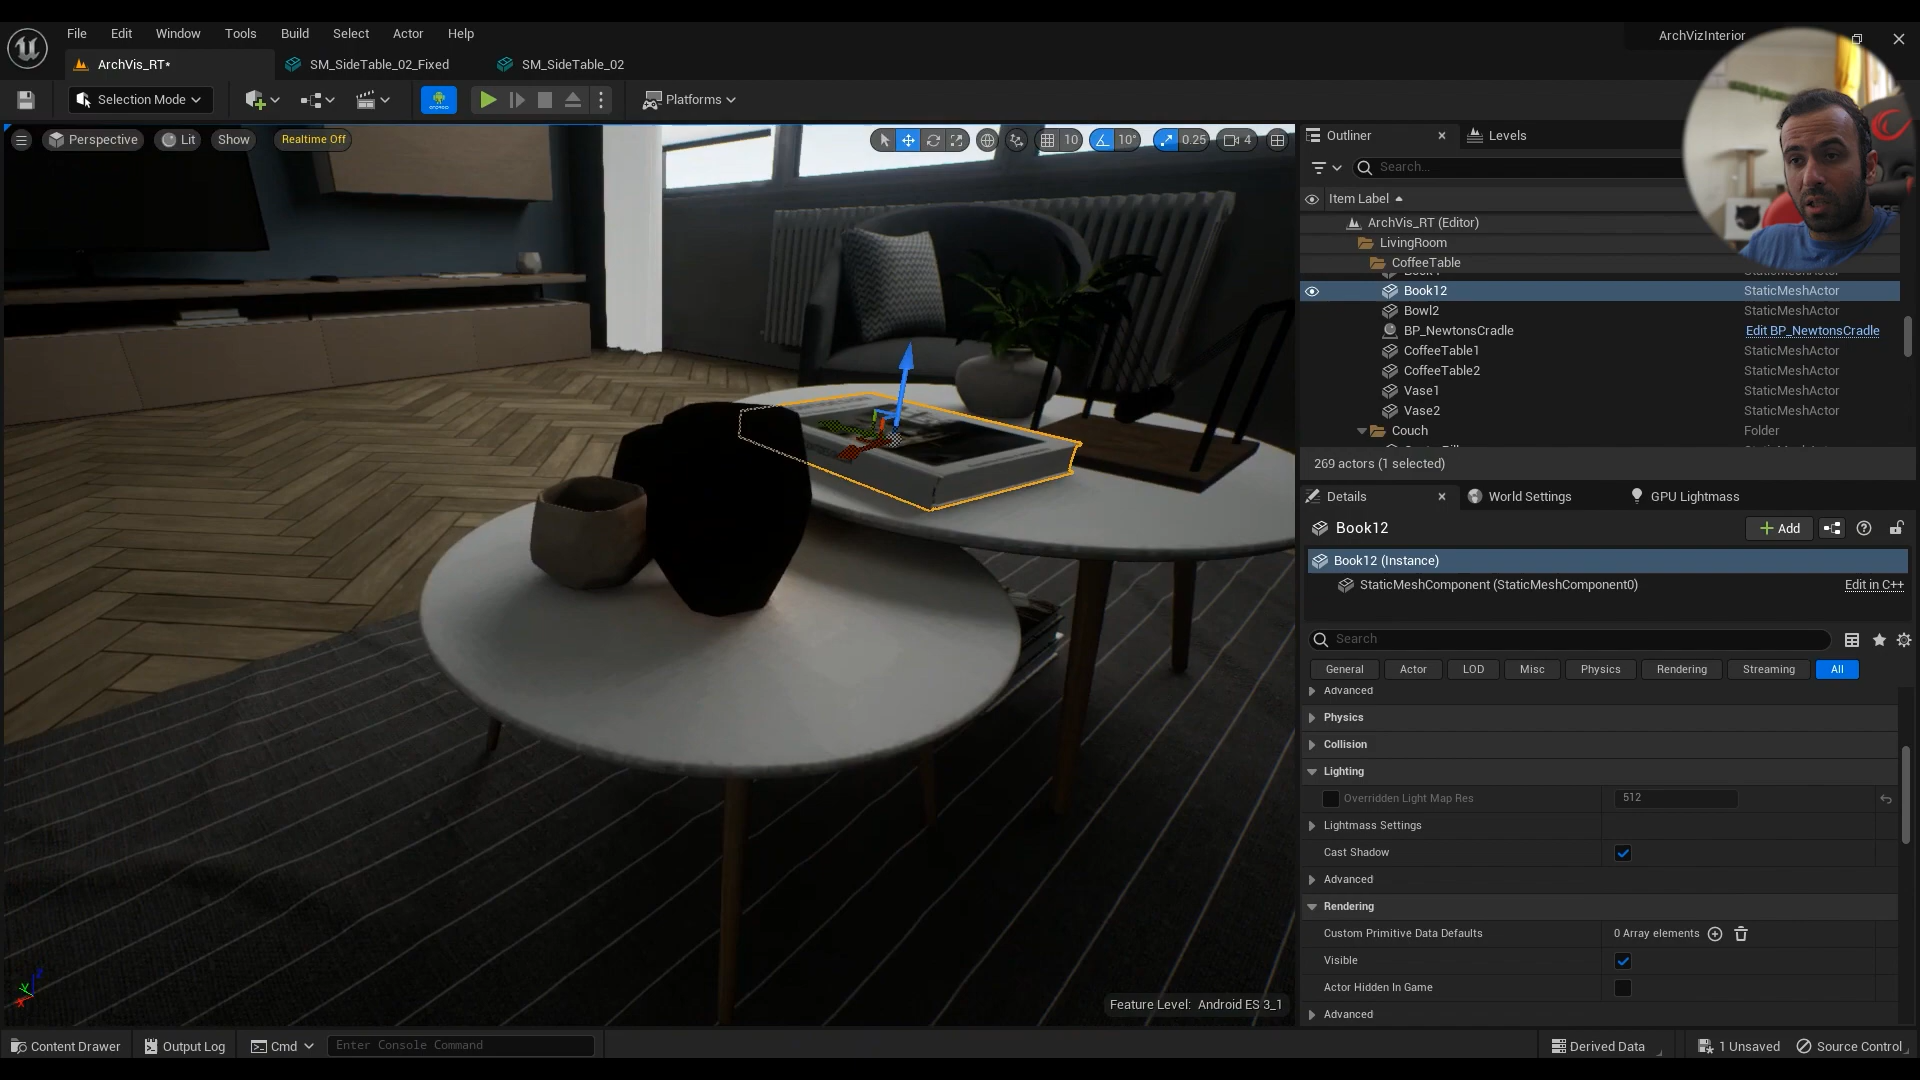 File Edit Window Tools Build Select Actor Help
ArchVizInterior
ArchVis_RT* SM_SideTable_02_Fixed SM_SideTable_02
Selection Mode Platforms
Perspective Lit Show Realtime Off 10 10° 0.25 4
Outliner Levels
Search...
Item Label
ArchVis_RT (Editor)
LivingRoom
CoffeeTable
Book12 StaticMeshActor
Bowl2 StaticMeshActor
BP_NewtonsCradle Edit BP_NewtonsCradle
CoffeeTable1 StaticMeshActor
CoffeeTable2 StaticMeshActor
Vase1 StaticMeshActor
Vase2 StaticMeshActor
Couch Folder
269 actors (1 selected)
Details World Settings GPU Lightmass
Book12 Add
Book12 (Instance)
StaticMeshComponent (StaticMeshComponent0) Edit in C++
Search
General Actor LOD Misc Physics Rendering Streaming All
Advanced
Physics
Collision
Lighting
Overridden Light Map Res 512
Lightmass Settings
Cast Shadow
Advanced
Rendering
Custom Primitive Data Defaults 0 Array elements
Visible
Actor Hidden In Game
Advanced
Feature Level: Android ES 3_1
Content Drawer Output Log Cmd Enter Console Command Derived Data 1 Unsaved Source Control